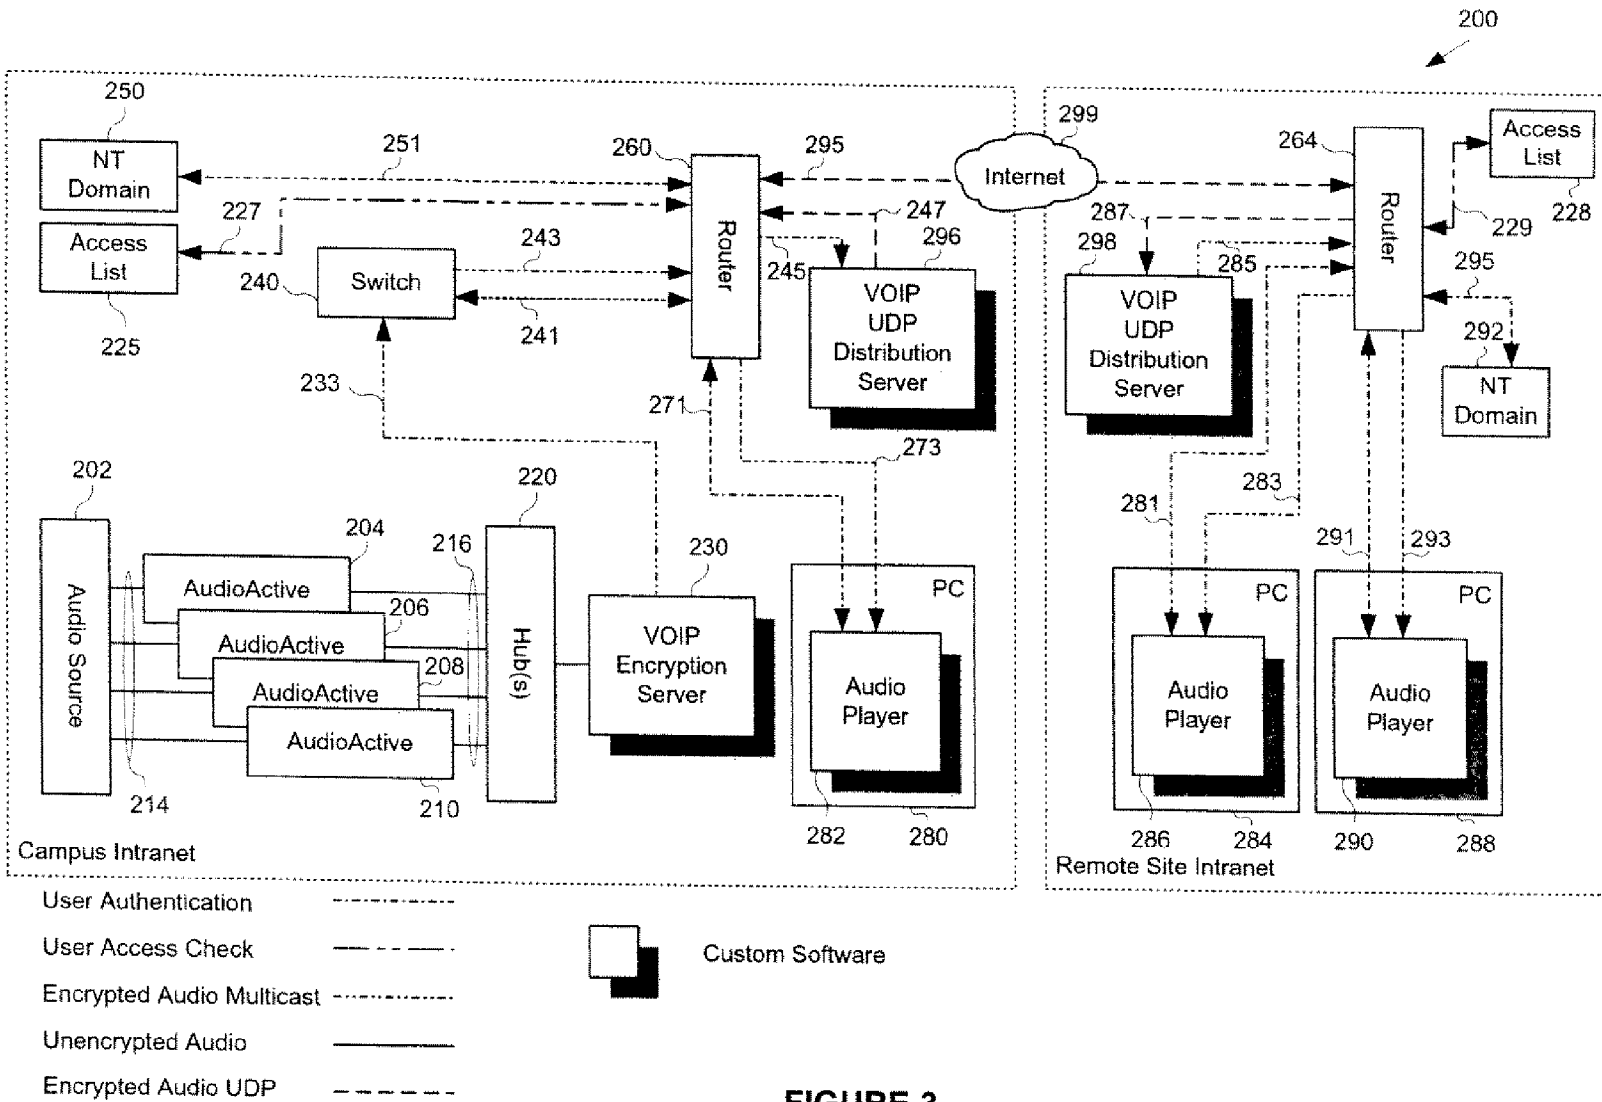 200
250
NT
Domain
251
260
295
299
Internet
264
Access
List
228
227
Access
List
225
243
Switch
240
241
Router
247
296
245
VOIP
UDP
Distribution
Server
287
298
285
VOIP
UDP
Distribution
Server
Router
229
295
292
NT
Domain
233
271
273
281
283
291
293
202
Audio Source
204
AudioActive
206
AudioActive
208
AudioActive
AudioActive
210
214
216
220
Hub(s)
230
VOIP
Encryption
Server
PC
Audio
Player
282
280
PC
Audio
Player
286
284
PC
Audio
Player
290
288
Campus Intranet
Remote Site Intranet
User Authentication
User Access Check
Encrypted Audio Multicast
Unencrypted Audio
Encrypted Audio UDP
Custom Software